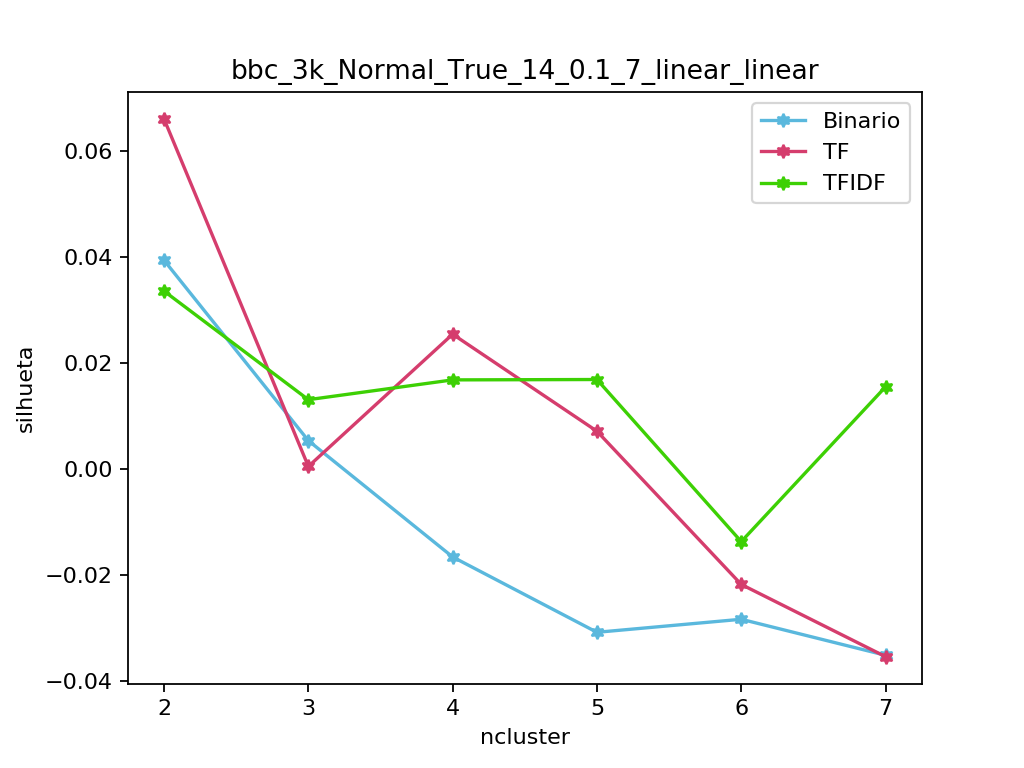 bbc_3k_Normal_True_14_0.1_7_linear_linear
Binario
TF
TFIDF
silhueta
0.06
0.04
0.02
0.00
−0.02
−0.04
2 3 4 5 6 7
ncluster